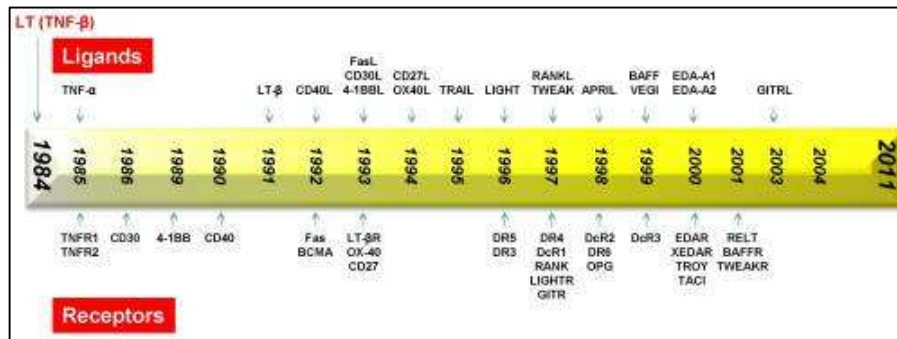 LT (TNF-β)
Ligands
FasL
CD30L
4-1BBL
CD27L
OX40L
RANKL
TWEAK
BAFF
VEGI
EDA-A1
EDA-A2
TNF-α
LT-β
CD40L
TRAIL
LIGHT
APRIL
GITRL
1984
1985
1986
1989
1990
1991
1992
1993
1994
1995
1996
1997
1998
1999
2000
2001
2003
2004
2011
TNFR1
TNFR2
CD30
4-1BB
CD40
Fas
BCMA
LT-βR
OX-40
CD27
DR5
DR3
DR4
DcR1
RANK
LIGHTR
GITR
DcR2
DR6
OPG
DcR3
EDAR
XEDAR
TROY
TACI
RELT
BAFFR
TWEAKR
Receptors